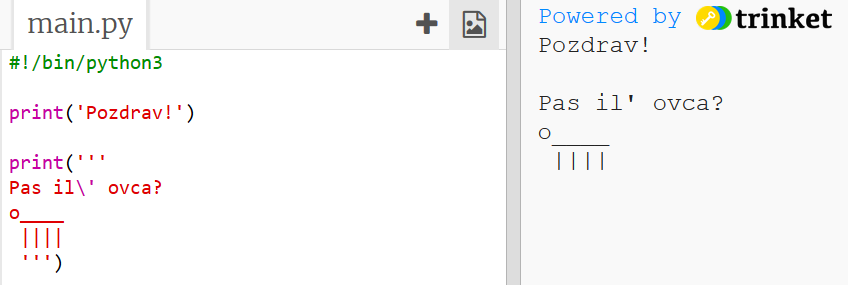 main.py
#!/bin/python3
print('Pozdrav!')
print('''
Pas il\' ovca?
o____
 ||||
 ''')
Powered by trinket
Pozdrav!
Pas il' ovca?
o____
 ||||